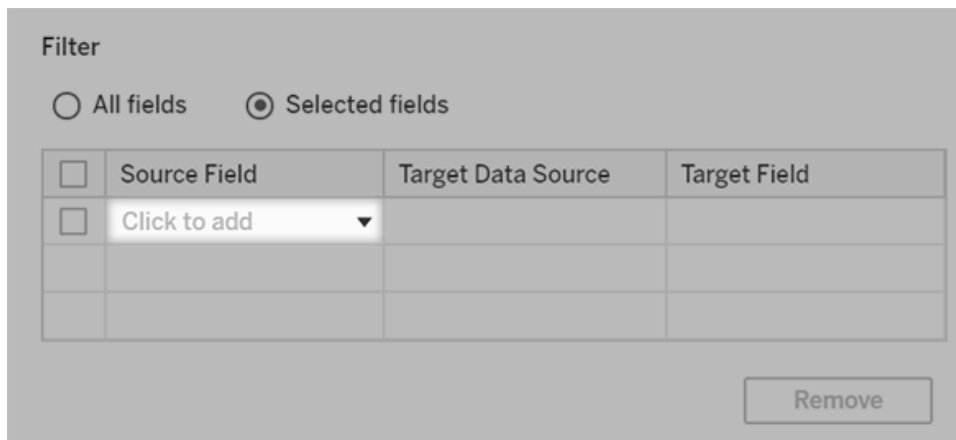 Filter
All fields Selected fields
Source Field Target Data Source Target Field
Click to add
Remove